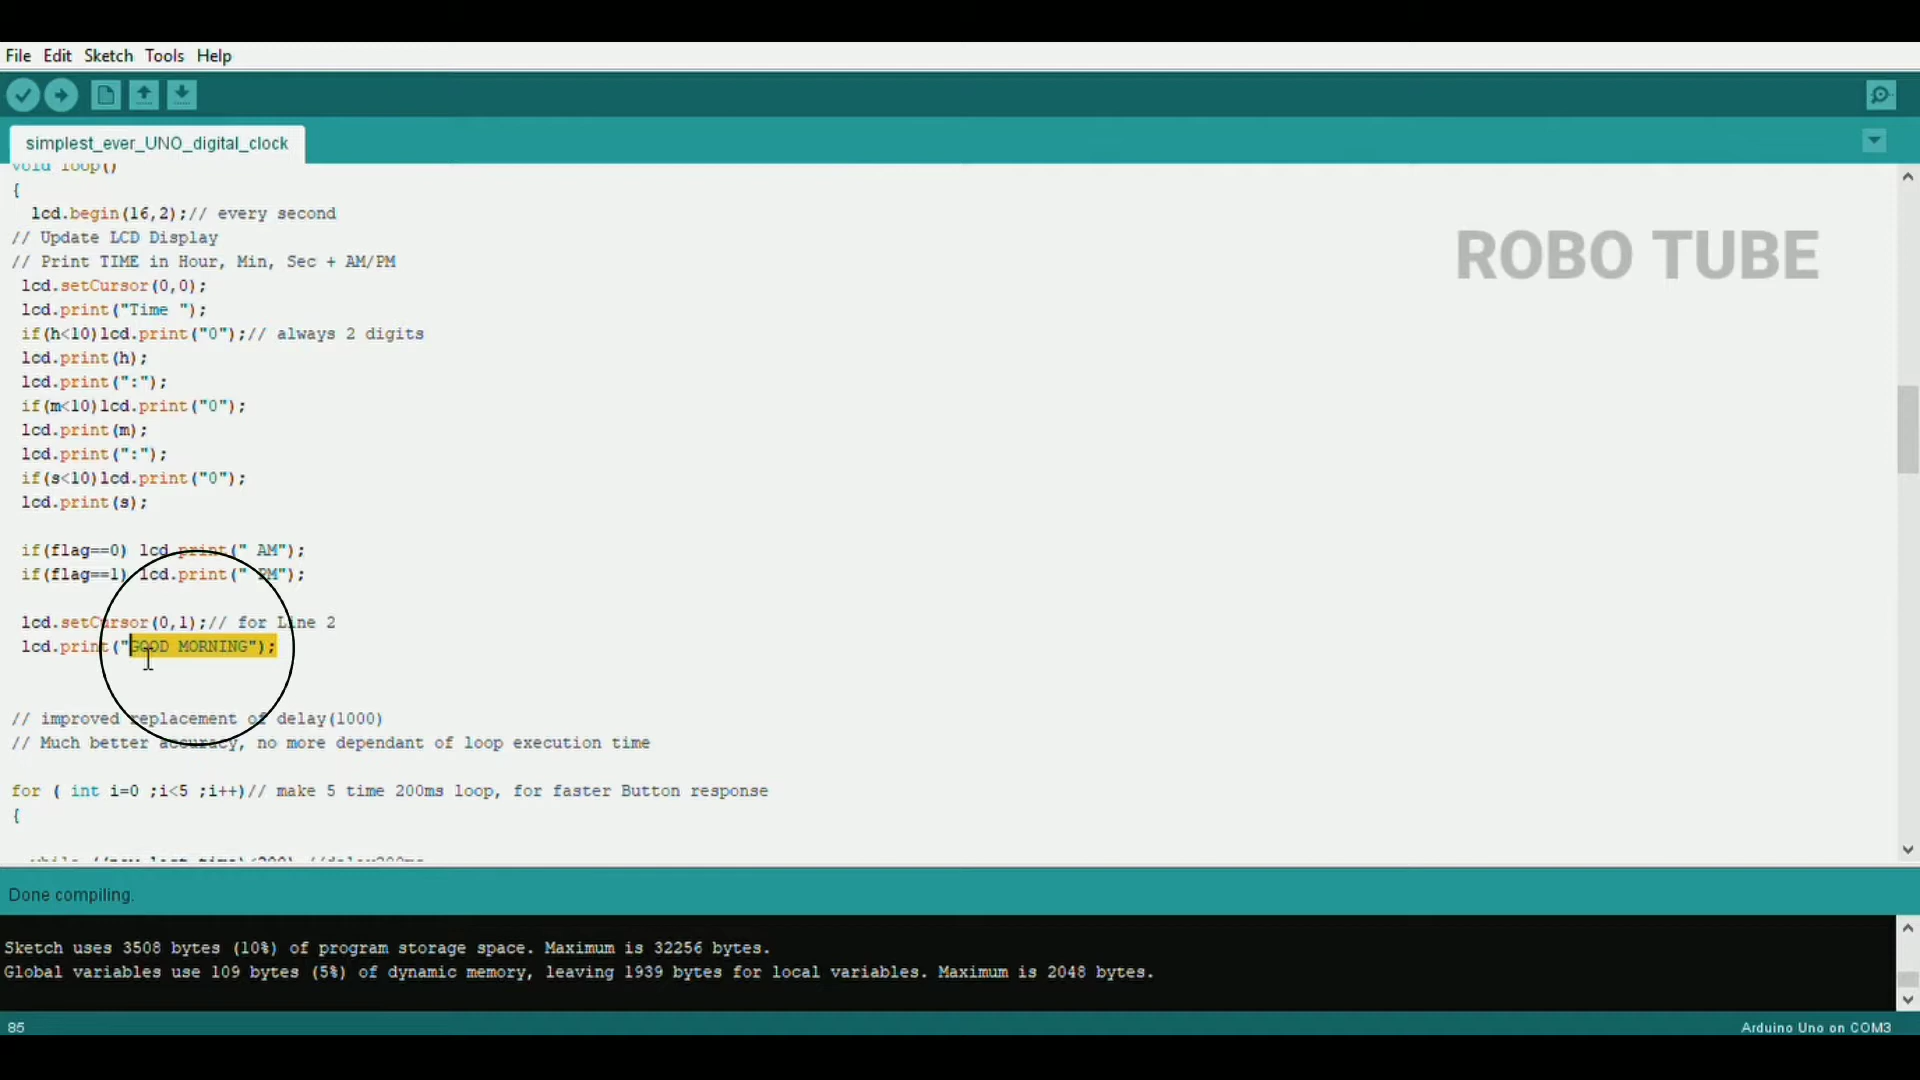 File Edit Sketch Tools Help
simplest_ever_UNO_digital_clock
void loop()
{
lcd.begin(16,2);// every second
// Update LCD Display
// Print TIME in Hour, Min, Sec + AM/PM
lcd.setCursor(0,0);
lcd.print("Time ");
if(h<10)lcd.print("0");// always 2 digits
lcd.print(h);
lcd.print(":");
if(m<10)lcd.print("0");
lcd.print(m);
lcd.print(":");
if(s<10)lcd.print("0");
lcd.print(s);
if(flag==0) lcd.print(" AM");
if(flag==1) lcd.print(" PM");
lcd.setCursor(0,1);// for Line 2
lcd.print("GOOD MORNING");
// improved replacement of delay(1000)
// Much better accuracy, no more dependant of loop execution time
for ( int i=0 ;i<5 ;i++)// make 5 time 200ms loop, for faster Button response
{
ROBO TUBE
Done compiling.
Sketch uses 3508 bytes (10%) of program storage space. Maximum is 32256 bytes.
Global variables use 109 bytes (5%) of dynamic memory, leaving 1939 bytes for local variables. Maximum is 2048 bytes.
85
Arduino Uno on COM3